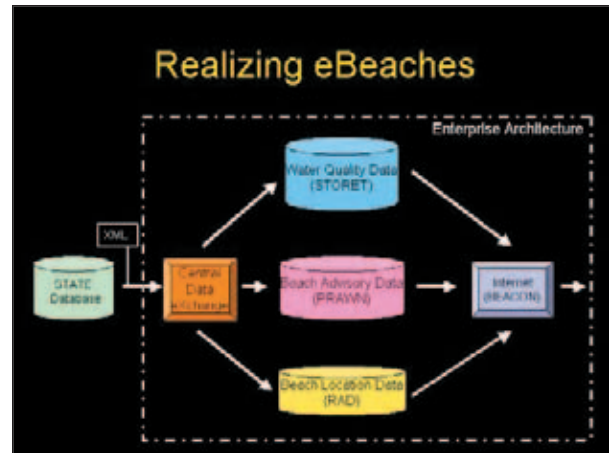 Realizing eBeaches
Enterprise Architecture
Water Quality Data
(STORET)
XML
STATE
Database
Central
Data
Exchange
Beach Advisory Data
(PRAWN)
Internet
(BEACON)
Beach Location Data
(RAD)